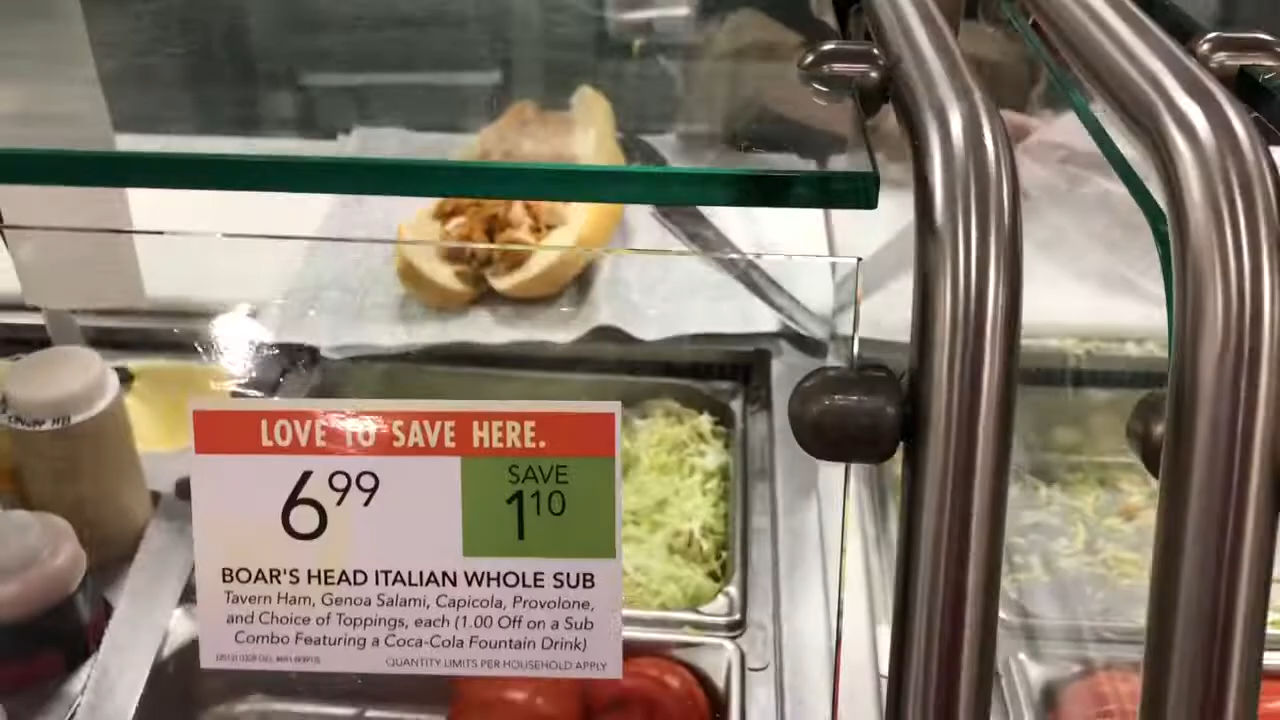 LOVE TO SAVE HERE.
6⁹⁹
SAVE
1¹⁰
BOAR'S HEAD ITALIAN WHOLE SUB
Tavern Ham, Genoa Salami, Capicola, Provolone,
and Choice of Toppings, each (1.00 Off on a Sub
Combo Featuring a Coca-Cola Fountain Drink)
QUANTITY LIMITS PER HOUSEHOLD APPLY